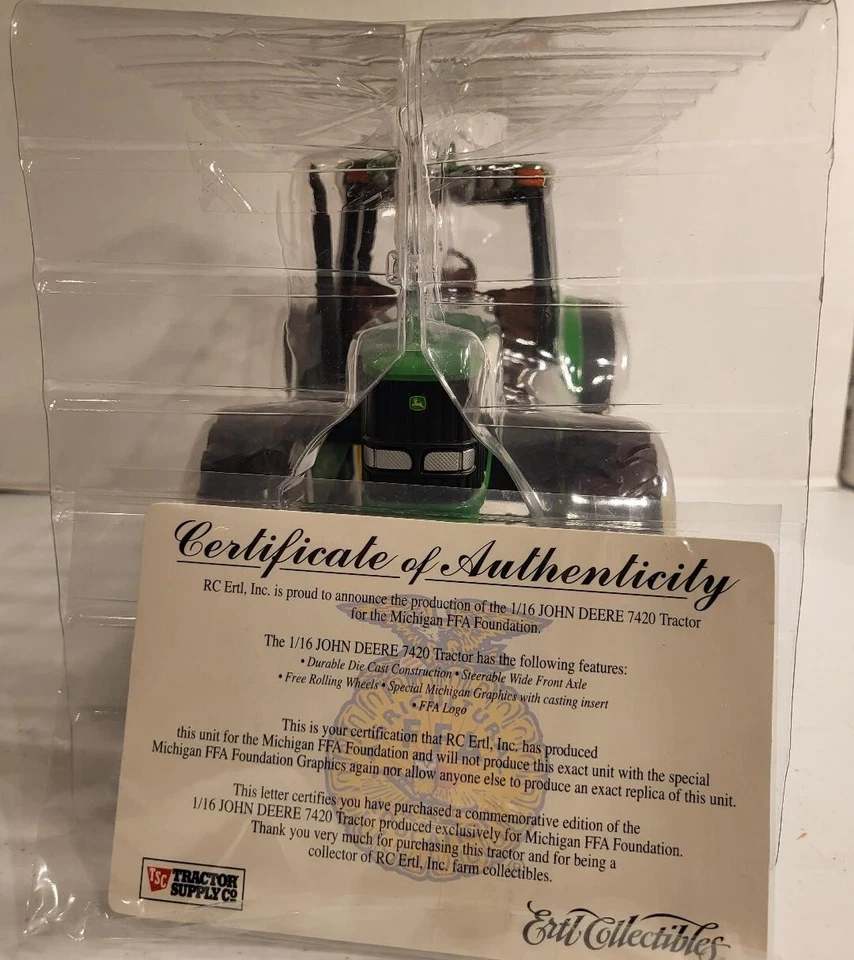 Certificate of Authenticity
RC Ertl, Inc. is proud to announce the production of the 1/16 JOHN DEERE 7420 Tractor
for the Michigan FFA Foundation.
The 1/16 JOHN DEERE 7420 Tractor has the following features:
• Durable Die Cast Construction • Steerable Wide Front Axle
• Free Rolling Wheels • Special Michigan Graphics with casting insert
• FFA Logo
This is your certification that RC Ertl, Inc. has produced
this unit for the Michigan FFA Foundation and will not produce this exact unit with the special
Michigan FFA Foundation Graphics again nor allow anyone else to produce an exact replica of this unit.
This letter certifies you have purchased a commemorative edition of the
1/16 JOHN DEERE 7420 Tractor produced exclusively for Michigan FFA Foundation.
Thank you very much for purchasing this tractor and for being a
collector of RC Ertl, Inc. farm collectibles.
TSC TRACTOR
SUPPLY CO
Ertl Collectibles